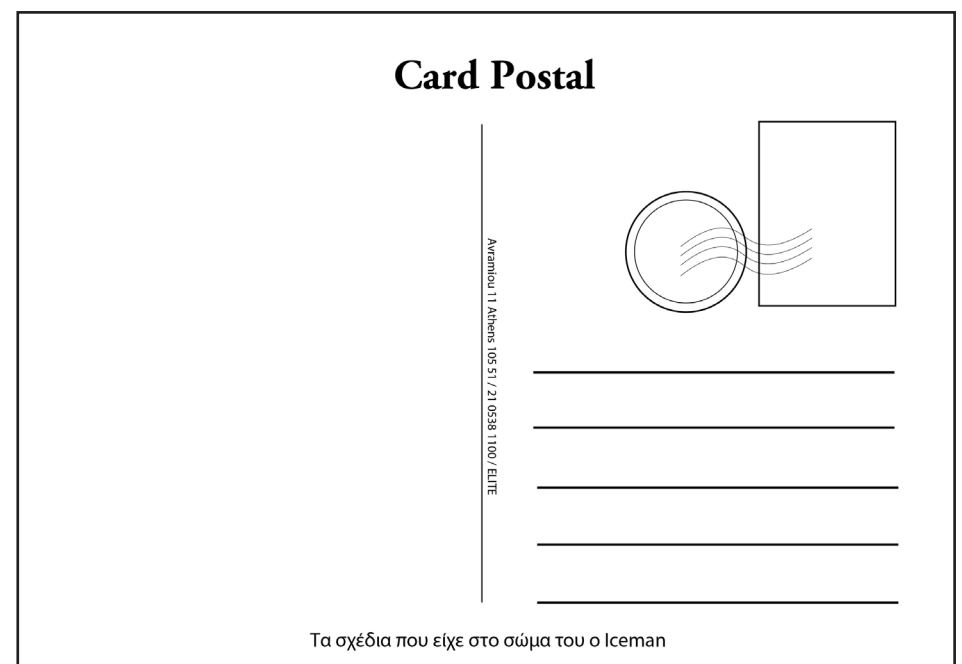 Card Postal
Avramiou 11 Athens 105 51 / 21 0538 1100 / ELITE
Τα σχέδια που είχε στο σώμα του ο Iceman